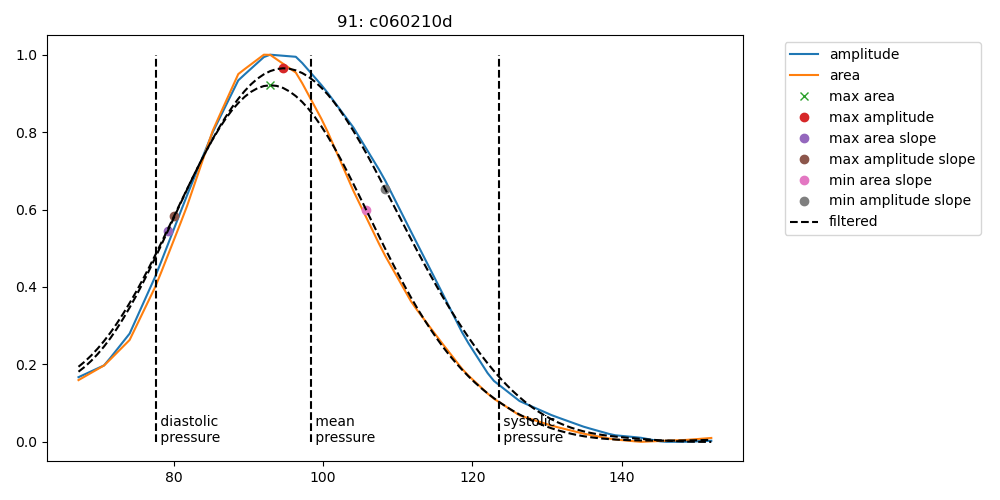 91: c060210d
1.0
0.8
0.6
0.4
0.2
0.0
80
100
120
140
diastolic
pressure
mean
pressure
systolic
pressure
amplitude
area
max area
max amplitude
max area slope
max amplitude slope
min area slope
min amplitude slope
filtered